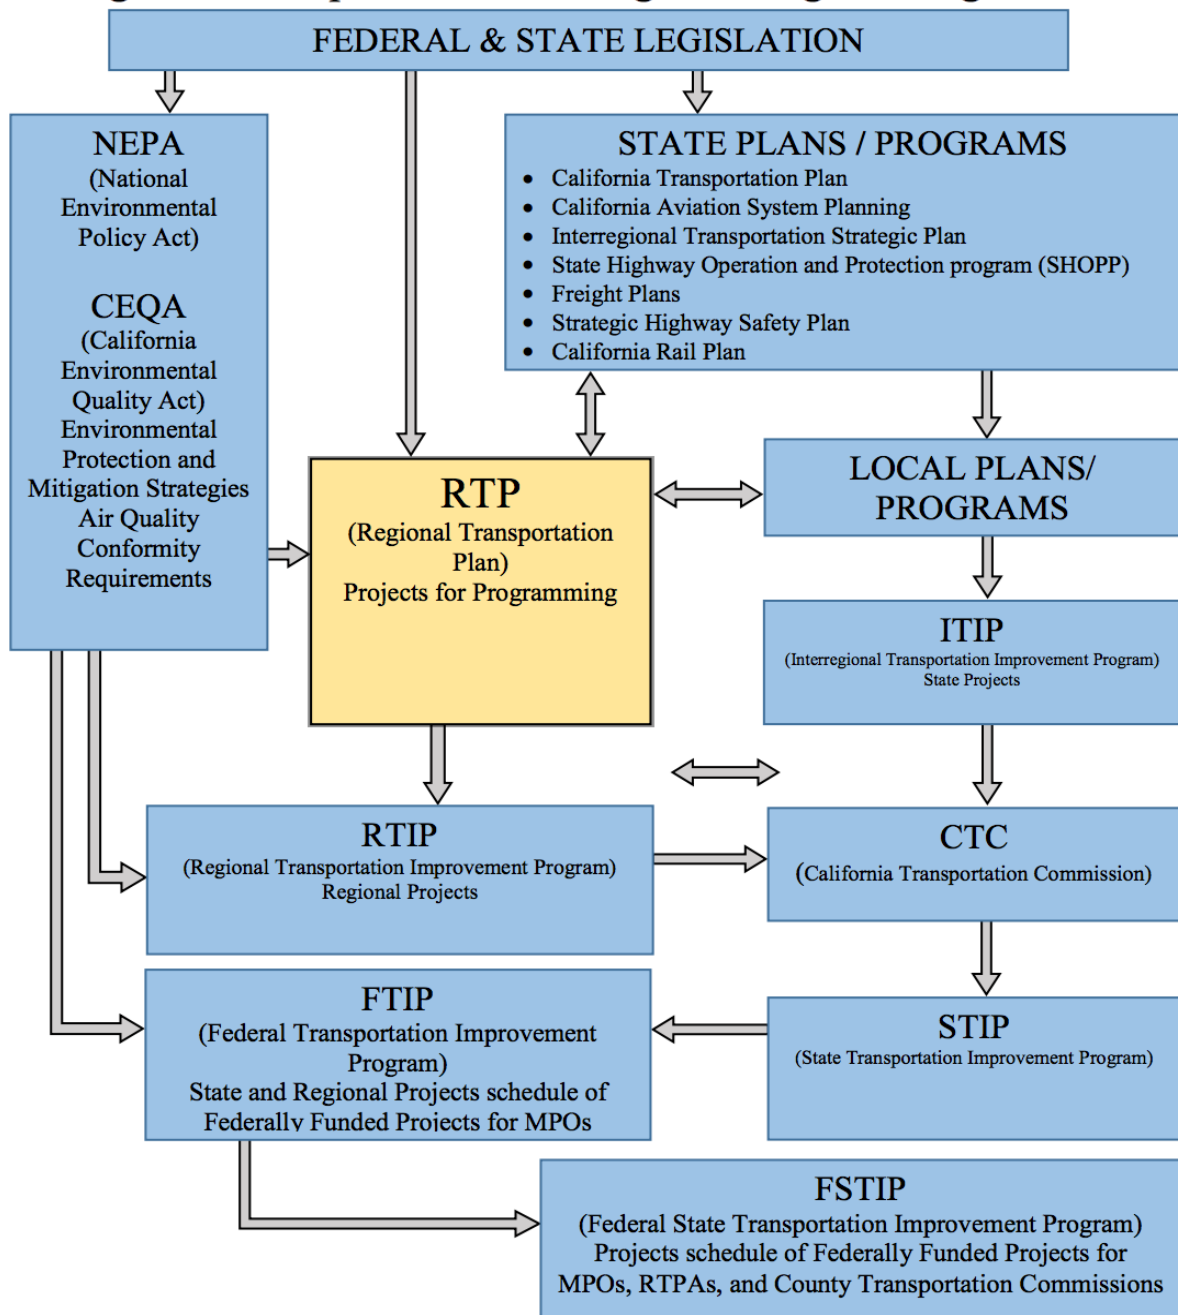 FEDERAL & STATE LEGISLATION
NEPA
(National
Environmental
Policy Act)
CEQA
(California
Environmental
Quality Act)
Environmental
Protection and
Mitigation Strategies
Air Quality
Conformity
Requirements
STATE PLANS / PROGRAMS
• California Transportation Plan
• California Aviation System Planning
• Interregional Transportation Strategic Plan
• State Highway Operation and Protection program (SHOPP)
• Freight Plans
• Strategic Highway Safety Plan
• California Rail Plan
RTP
(Regional Transportation
Plan)
Projects for Programming
LOCAL PLANS/
PROGRAMS
ITIP
(Interregional Transportation Improvement Program)
State Projects
RTIP
(Regional Transportation Improvement Program)
Regional Projects
CTC
(California Transportation Commission)
FTIP
(Federal Transportation Improvement
Program)
State and Regional Projects schedule of
Federally Funded Projects for MPOs
STIP
(State Transportation Improvement Program)
FSTIP
(Federal State Transportation Improvement Program)
Projects schedule of Federally Funded Projects for
MPOs, RTPAs, and County Transportation Commissions